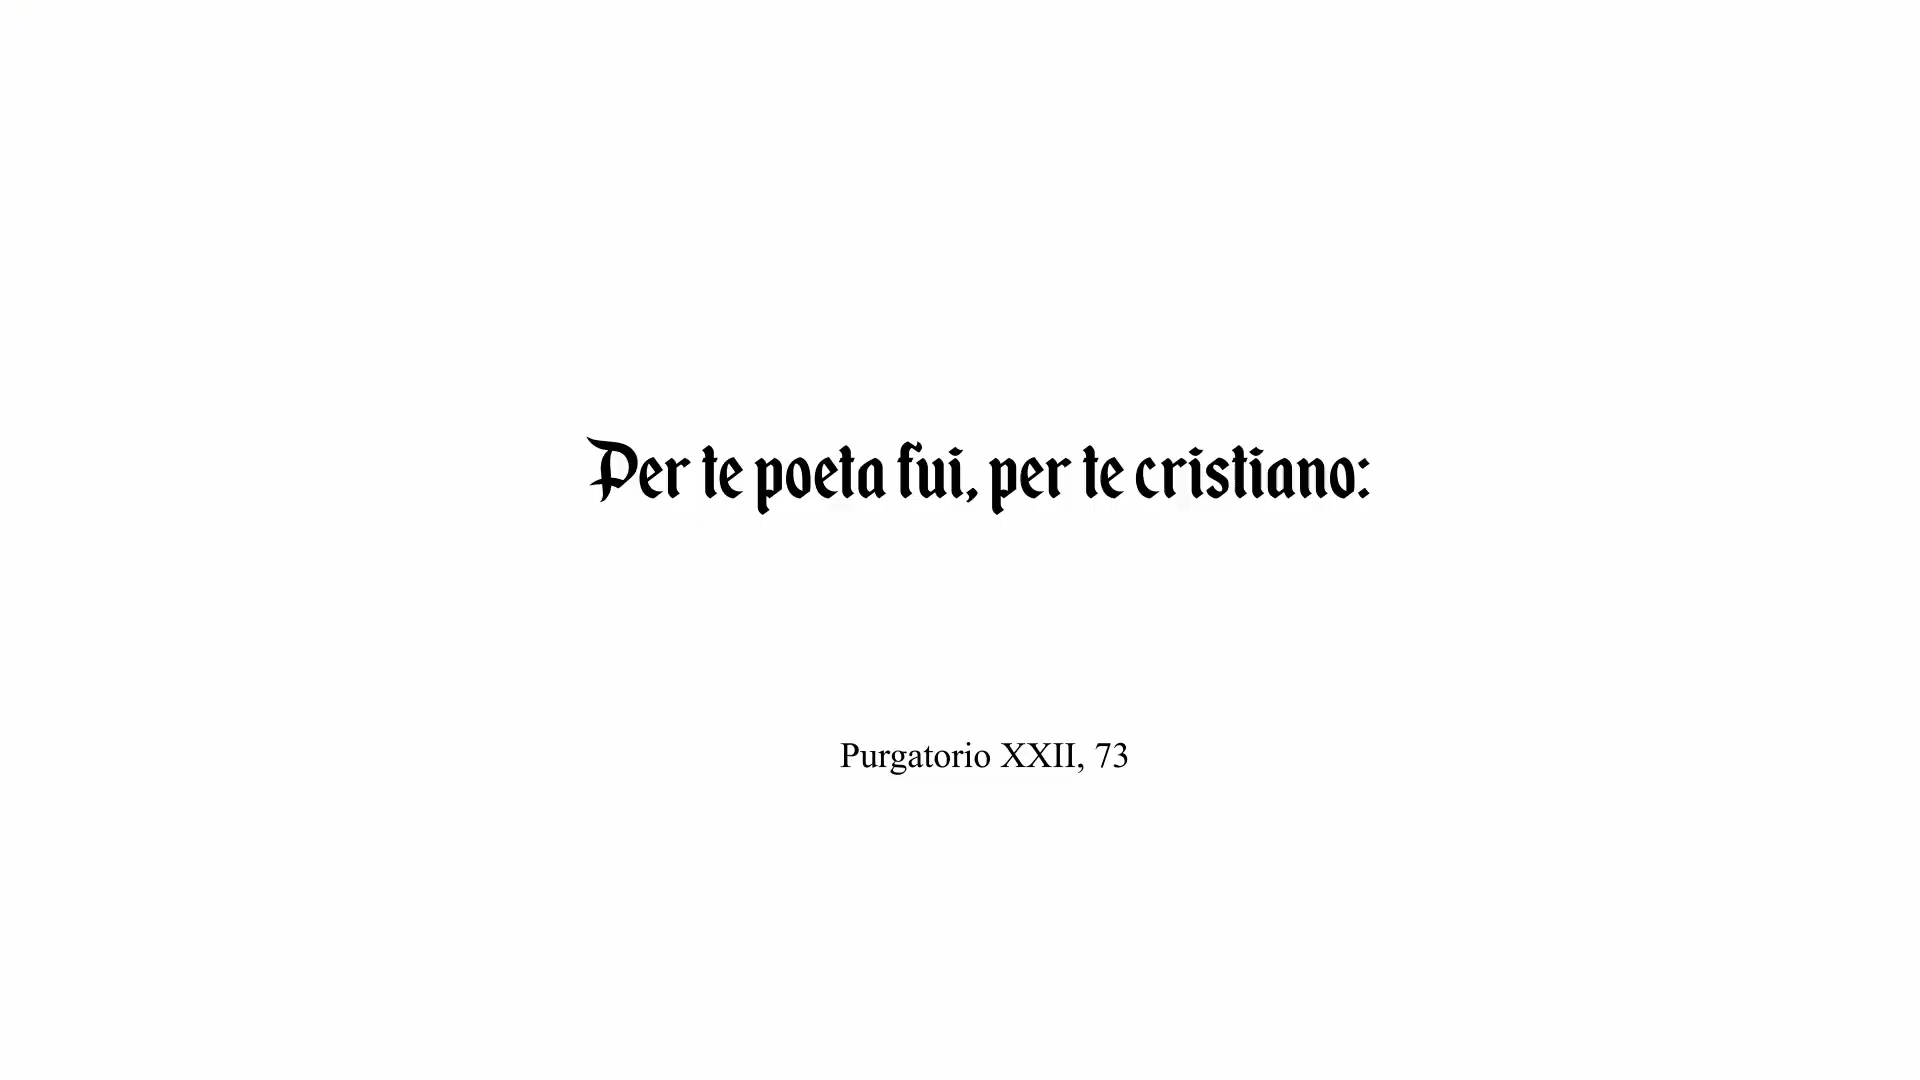 Per te poeta fui, per te cristiano:
Purgatorio XXII, 73